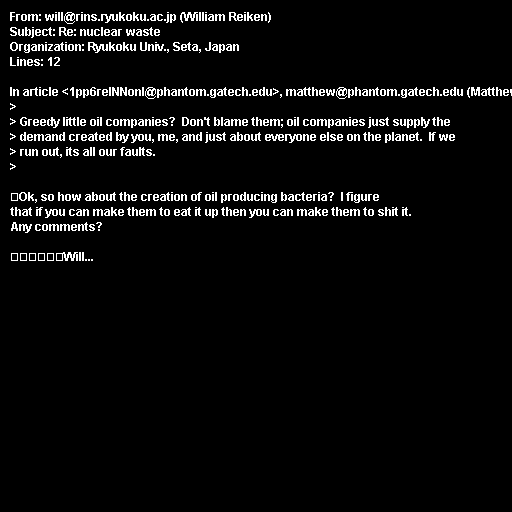 From: will@rins.ryukoku.ac.jp (William Reiken)
Subject: Re: nuclear waste
Organization: Ryukoku Univ., Seta, Japan
Lines: 12

In article <1pp6reINNonl@phantom.gatech.edu>, matthew@phantom.gatech.edu (Matthew
>
> Greedy little oil companies?  Don't blame them; oil companies just supply the
> demand created by you, me, and just about everyone else on the planet.  If we
> run out, its all our faults.
>

Ok, so how about the creation of oil producing bacteria?  I figure
that if you can make them to eat it up then you can make them to shit it.
Any comments?

Will...